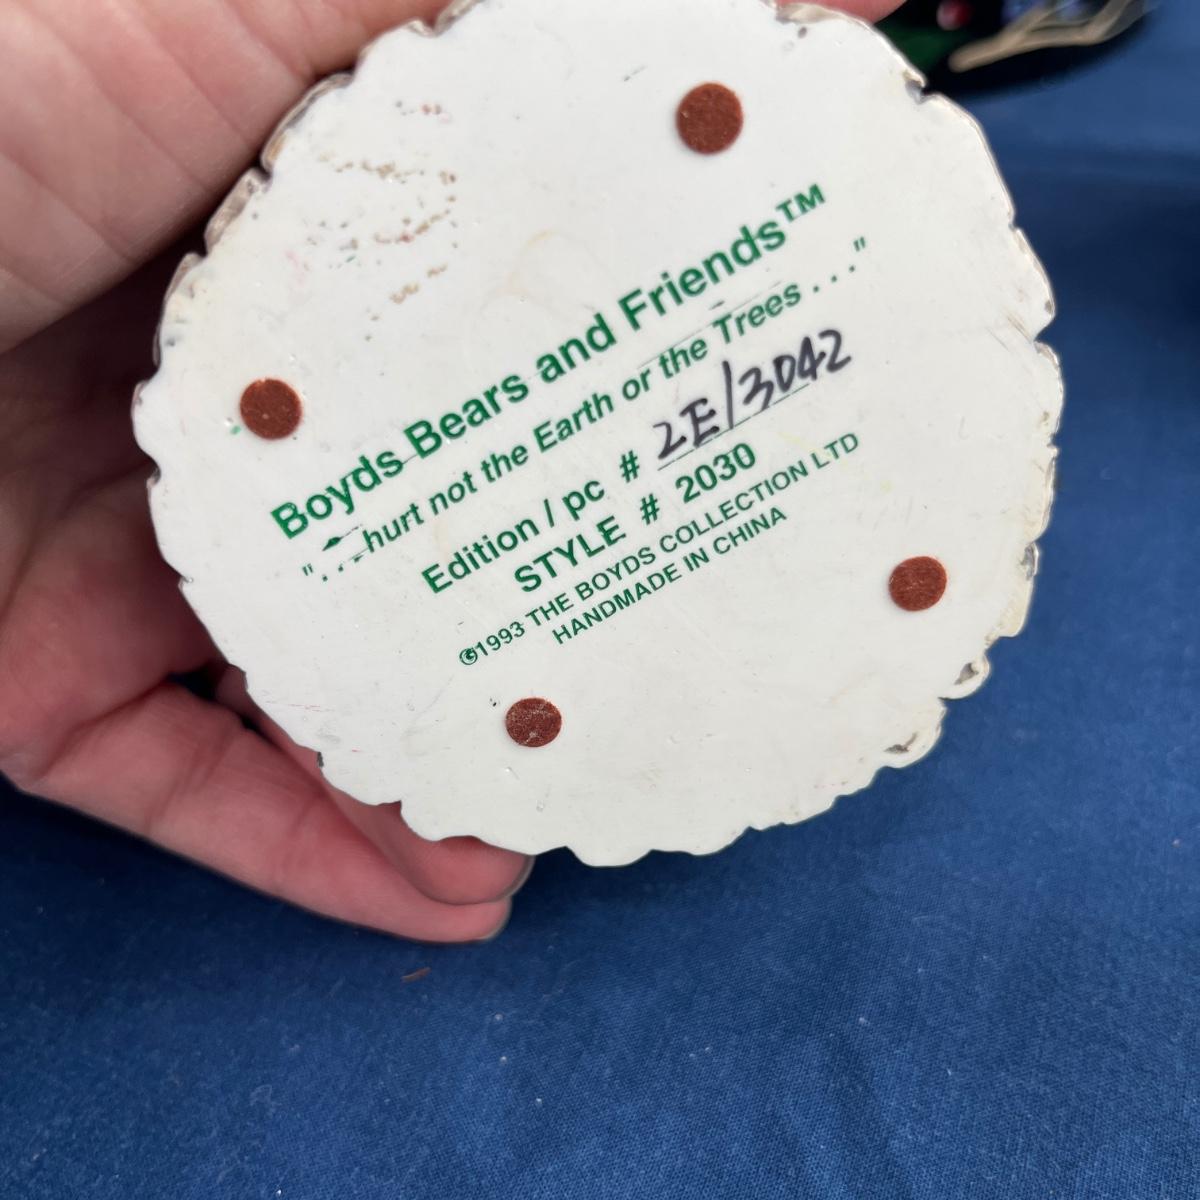 Boyds Bears and Friends™
"...hurt not the Earth or the Trees..."
Edition / pc # 2E/3042
STYLE # 2030
©1993 THE BOYDS COLLECTION LTD
HANDMADE IN CHINA